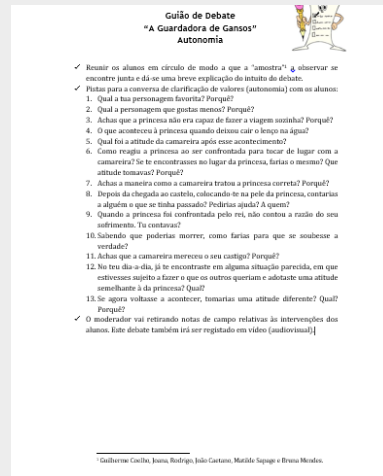 Guião de Debate
“A Guardadora de Gansos”
Autonomia
✓ Reunir os alunos em círculo de modo a que a "amostra"¹ a observar se
encontre junta e dá-se uma breve explicação do intuito do debate.
✓ Pistas para a conversa de clarificação de valores (autonomia) com os alunos:
1. Qual a tua personagem favorita? Porquê?
2. Qual a personagem que gostas menos? Porquê?
3. Achas que a princesa não era capaz de fazer a viagem sozinha? Porquê?
4. O que aconteceu à princesa quando deixou cair o lenço na água?
5. Qual foi a atitude da camareira após esse acontecimento?
6. Como reagiu a princesa ao ser confrontada para tocar de lugar com a
camareira? Se te encontrasses no lugar da princesa, farias o mesmo? Que
atitude tomavas? Porquê?
7. Achas a maneira como a camareira tratou a princesa correta? Porquê?
8. Depois da chegada ao castelo, colocando-te na pele da princesa, contarias
a alguém o que se tinha passado? Pedirias ajuda? A quem?
9. Quando a princesa foi confrontada pelo rei, não contou a razão do seu
sofrimento. Tu contavas?
10. Sabendo que poderias morrer, como farias para que se soubesse a
verdade?
11. Achas que a camareira mereceu o seu castigo? Porquê?
12. No teu dia-a-dia, já te encontraste em alguma situação parecida, em que
estivesses sujeito a fazer o que os outros queriam e adotaste uma atitude
semelhante à da princesa? Qual?
13. Se agora voltasse a acontecer, tomarias uma atitude diferente? Qual?
Porquê?
✓ O moderador vai retirando notas de campo relativas às intervenções dos
alunos. Este debate também irá ser registado em vídeo (audiovisual).
¹ Guilherme Coelho, Joana, Rodrigo, João Caetano, Matilde Sapage e Bruna Mendes.